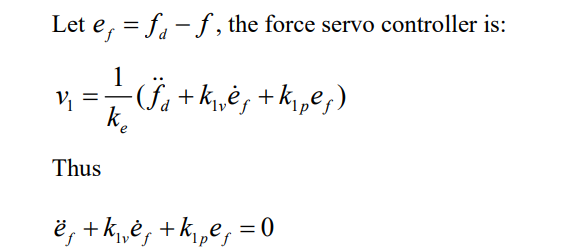 Let e_f = f_d − f, the force servo controller is:
v₁ = 1/k_e (f̈_d + k_{1v}ė_f + k_{1p}e_f)
Thus
ë_f + k_{1v}ė_f + k_{1p}e_f = 0